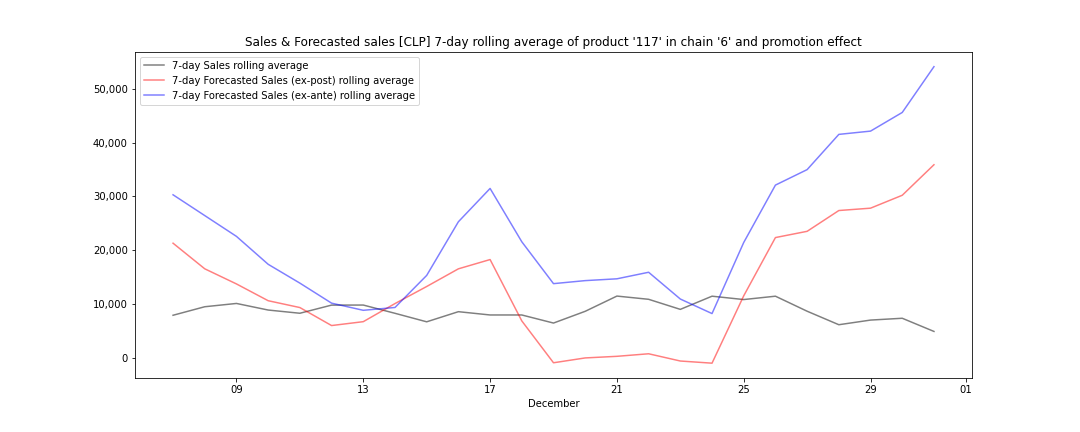 Sales & Forecasted sales [CLP] 7-day rolling average of product '117' in chain '6' and promotion effect
7-day Sales rolling average
7-day Forecasted Sales (ex-post) rolling average
7-day Forecasted Sales (ex-ante) rolling average
50,000
40,000
30,000
20,000
10,000
0
09 13 17 21 25 29 01
December